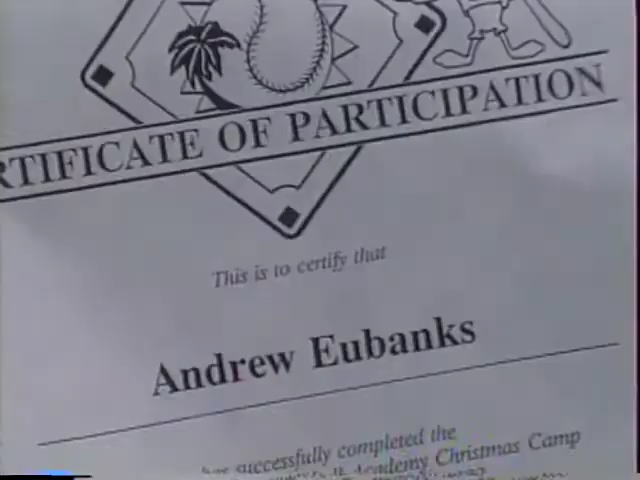 RTIFICATE OF PARTICIPATION
This is to certify that
Andrew Eubanks
successfully completed the
Academy Christmas Camp